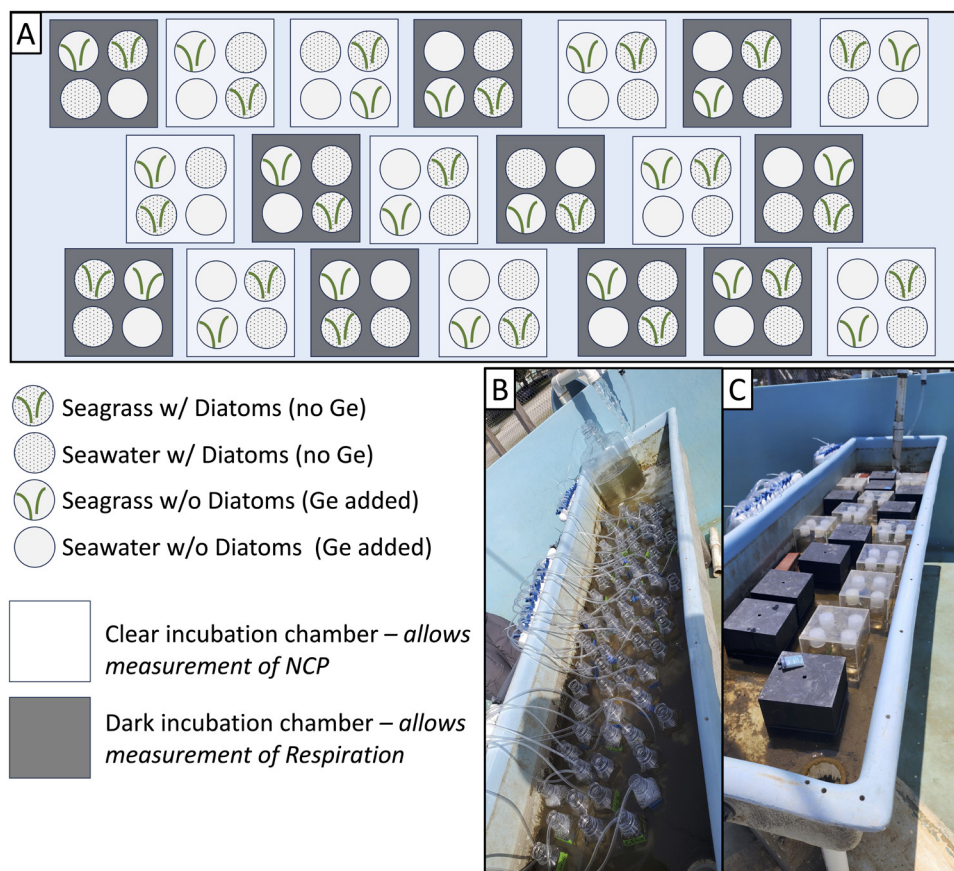 A
Seagrass w/ Diatoms (no Ge)
Seawater w/ Diatoms (no Ge)
Seagrass w/o Diatoms (Ge added)
Seawater w/o Diatoms (Ge added)
Clear incubation chamber – allows
measurement of NCP
Dark incubation chamber – allows
measurement of Respiration
B
C